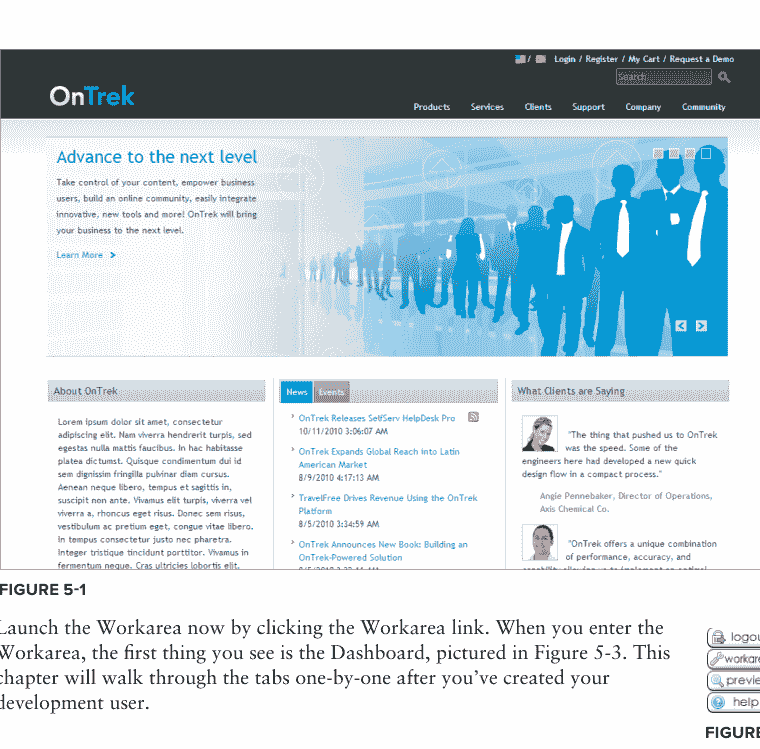 Login / Register / My Cart / Request a Demo
Search
OnTrek
Products Services Clients Support Company Community
Advance to the next level
Take control of your content, empower business
users, build an online community, easily integrate
innovative, new tools and more! OnTrek will bring
your business to the next level.
Learn More
About OnTrek
Lorem ipsum dolor sit amet, consectetur
adipiscing elit. Nam viverra hendrerit turpis, sed
egestas nulla mattis faucibus. In hac habitasse
platea dictumst. Quisque condimentum dui id
sem dignissim fringilla pulvinar diam cursus.
Aenean neque libero, tempus et sagittis in,
suscipit non ante. Vivamus elit turpis, viverra vel
viverra a, rhoncus eget risus. Donec sem risus,
vestibulum ac pretium eget, congue vitae libero.
In tempus consectetur justo nec pharetra.
Integer tristique tincidunt porttitor. Vivamus in
fermentum neque. Cras ultricies lobortis elit.
News Events
OnTrek Releases SelfServ HelpDesk Pro
10/11/2010 3:06:07 AM
OnTrek Expands Global Reach into Latin
American Market
8/9/2010 4:17:13 AM
TravelFree Drives Revenue Using the OnTrek
Platform
8/5/2010 3:34:59 AM
OnTrek Announces New Book: Building an
OnTrek-Powered Solution
What Clients are Saying
"The thing that pushed us to OnTrek
was the speed. Some of the
engineers here had developed a new quick
design flow in a compact process."
Angie Pennebaker, Director of Operations,
Axis Chemical Co.
"OnTrek offers a unique combination
of performance, accuracy, and
FIGURE 5-1
Launch the Workarea now by clicking the Workarea link. When you enter the
Workarea, the first thing you see is the Dashboard, pictured in Figure 5-3. This
chapter will walk through the tabs one-by-one after you've created your
development user.
logou
workare
previe
help
FIGURE